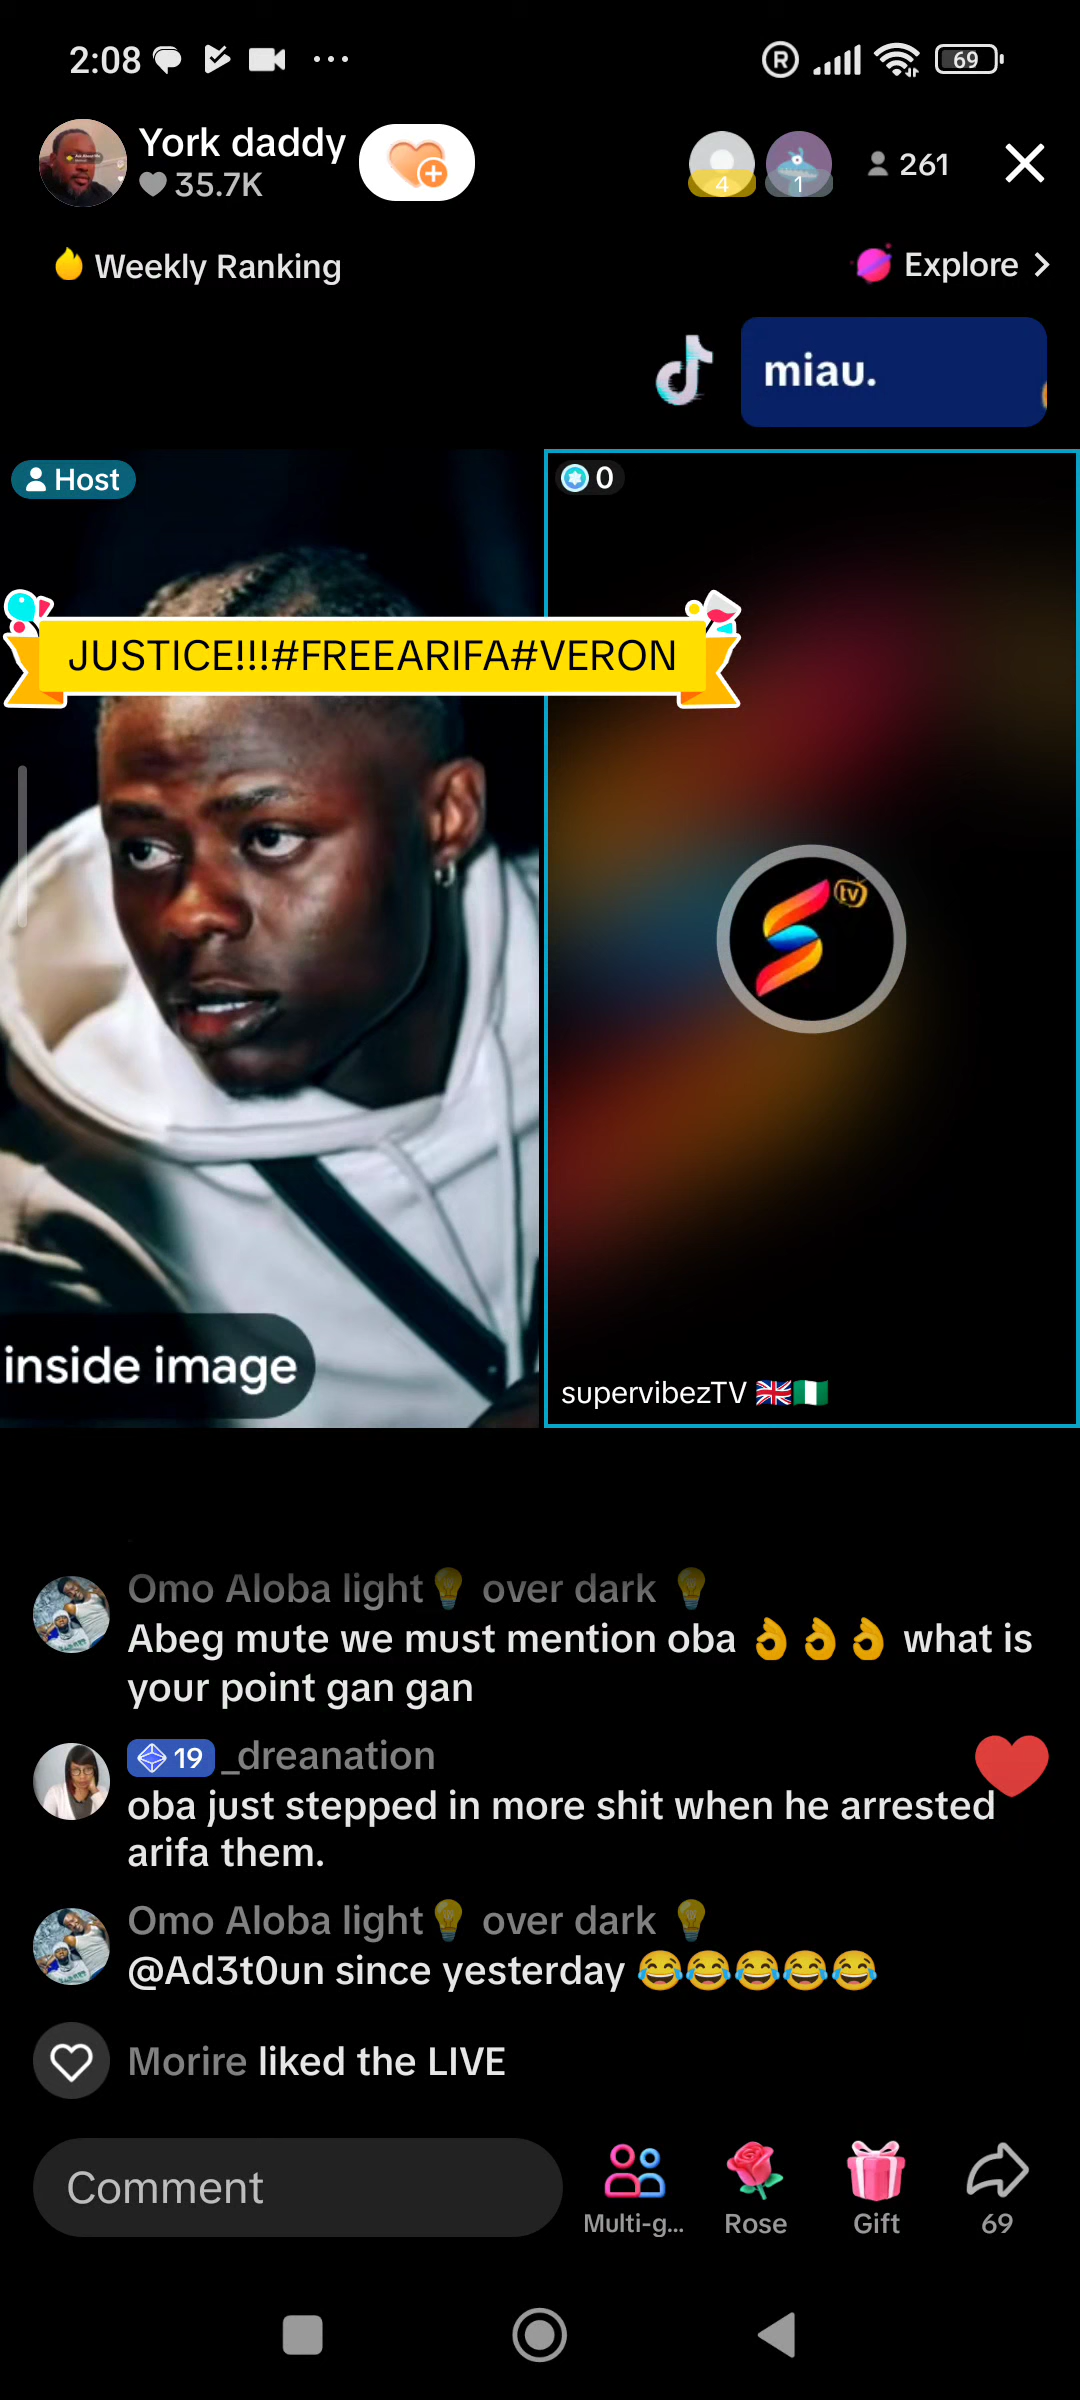 2:08
R
69
York daddy
35.7K
4
1
261
Weekly Ranking
Explore
miau.
Host
0
JUSTICE!!!#FREEARIFA#VERON
tv
inside image
supervibezTV 🇬🇧🇳🇬
Omo Aloba light💡 over dark 💡
Abeg mute we must mention oba 👌👌👌 what is
your point gan gan
19 _dreanation
oba just stepped in more shit when he arrested
arifa them.
Omo Aloba light💡 over dark 💡
@Ad3t0un since yesterday 😂😂😂😂😂
Morire liked the LIVE
Comment
Multi-g...
Rose
Gift
69